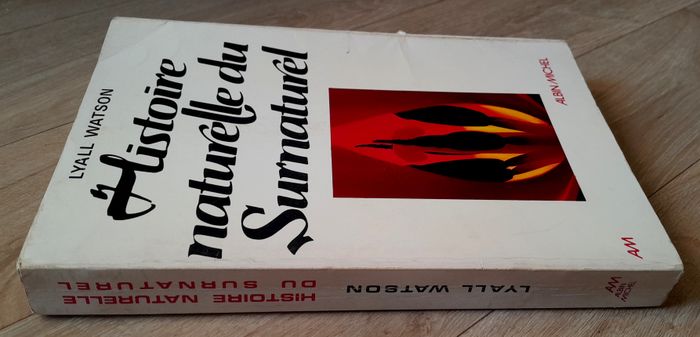 LYALL WATSON
Histoire
naturelle du
Surnaturel
ALBIN MICHEL
AM
HISTOIRE NATURELLE
DU SURNATUREL
LYALL WATSON
AM
ALBIN
MICHEL